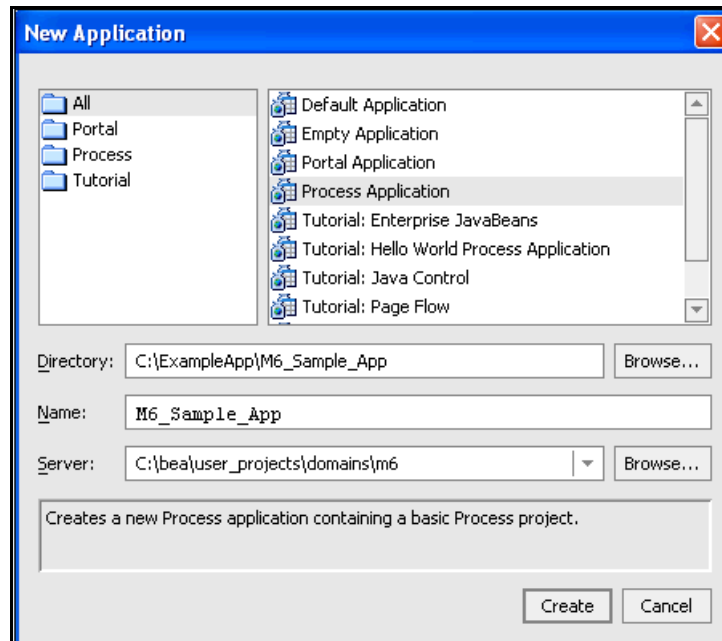 New Application
All
Portal
Process
Tutorial
Default Application
Empty Application
Portal Application
Process Application
Tutorial: Enterprise JavaBeans
Tutorial: Hello World Process Application
Tutorial: Java Control
Tutorial: Page Flow
Directory: C:\ExampleApp\M6_Sample_App Browse...
Name: M6_Sample_App
Server: C:\bea\user_projects\domains\m6 Browse...
Creates a new Process application containing a basic Process project.
Create Cancel